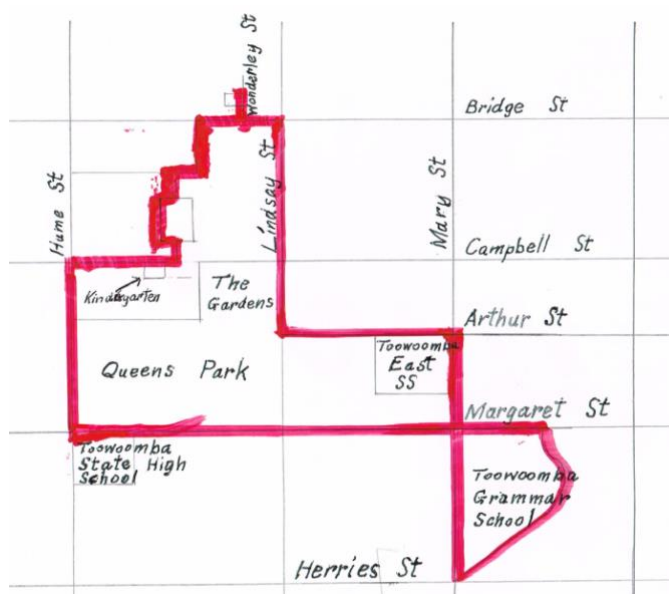 Wonderley St
Bridge St
Hume St
Lindsay St
Mary St
Campbell St
Kindergarten
The
Gardens
Arthur St
Toowoomba
East
SS
Queens Park
Margaret St
Toowoomba
State High
School
Toowoomba
Grammar
School
Herries St